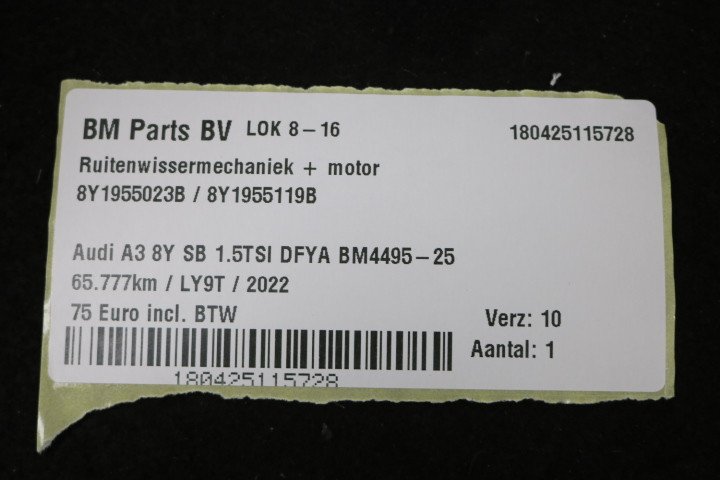 BM Parts BV LOK 8-16 180425115728
Ruitenwissermechaniek + motor
8Y1955023B / 8Y1955119B
Audi A3 8Y SB 1.5TSI DFYA BM4495-25
65.777km / LY9T / 2022
75 Euro incl. BTW
Verz: 10
Aantal: 1
180425115728